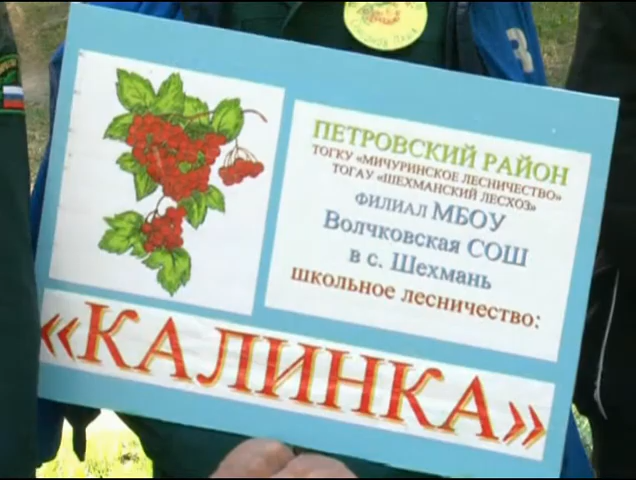 ПЕТРОВСКИЙ РАЙОН
ТОГКУ «МИЧУРИНСКОЕ ЛЕСНИЧЕСТВО»
ТОГАУ «ШЕХМАНСКИЙ ЛЕСХОЗ»
ФИЛИАЛ МБОУ
Волчковская СОШ
в с. Шехмань
школьное лесничество:
«КАЛИНКА»